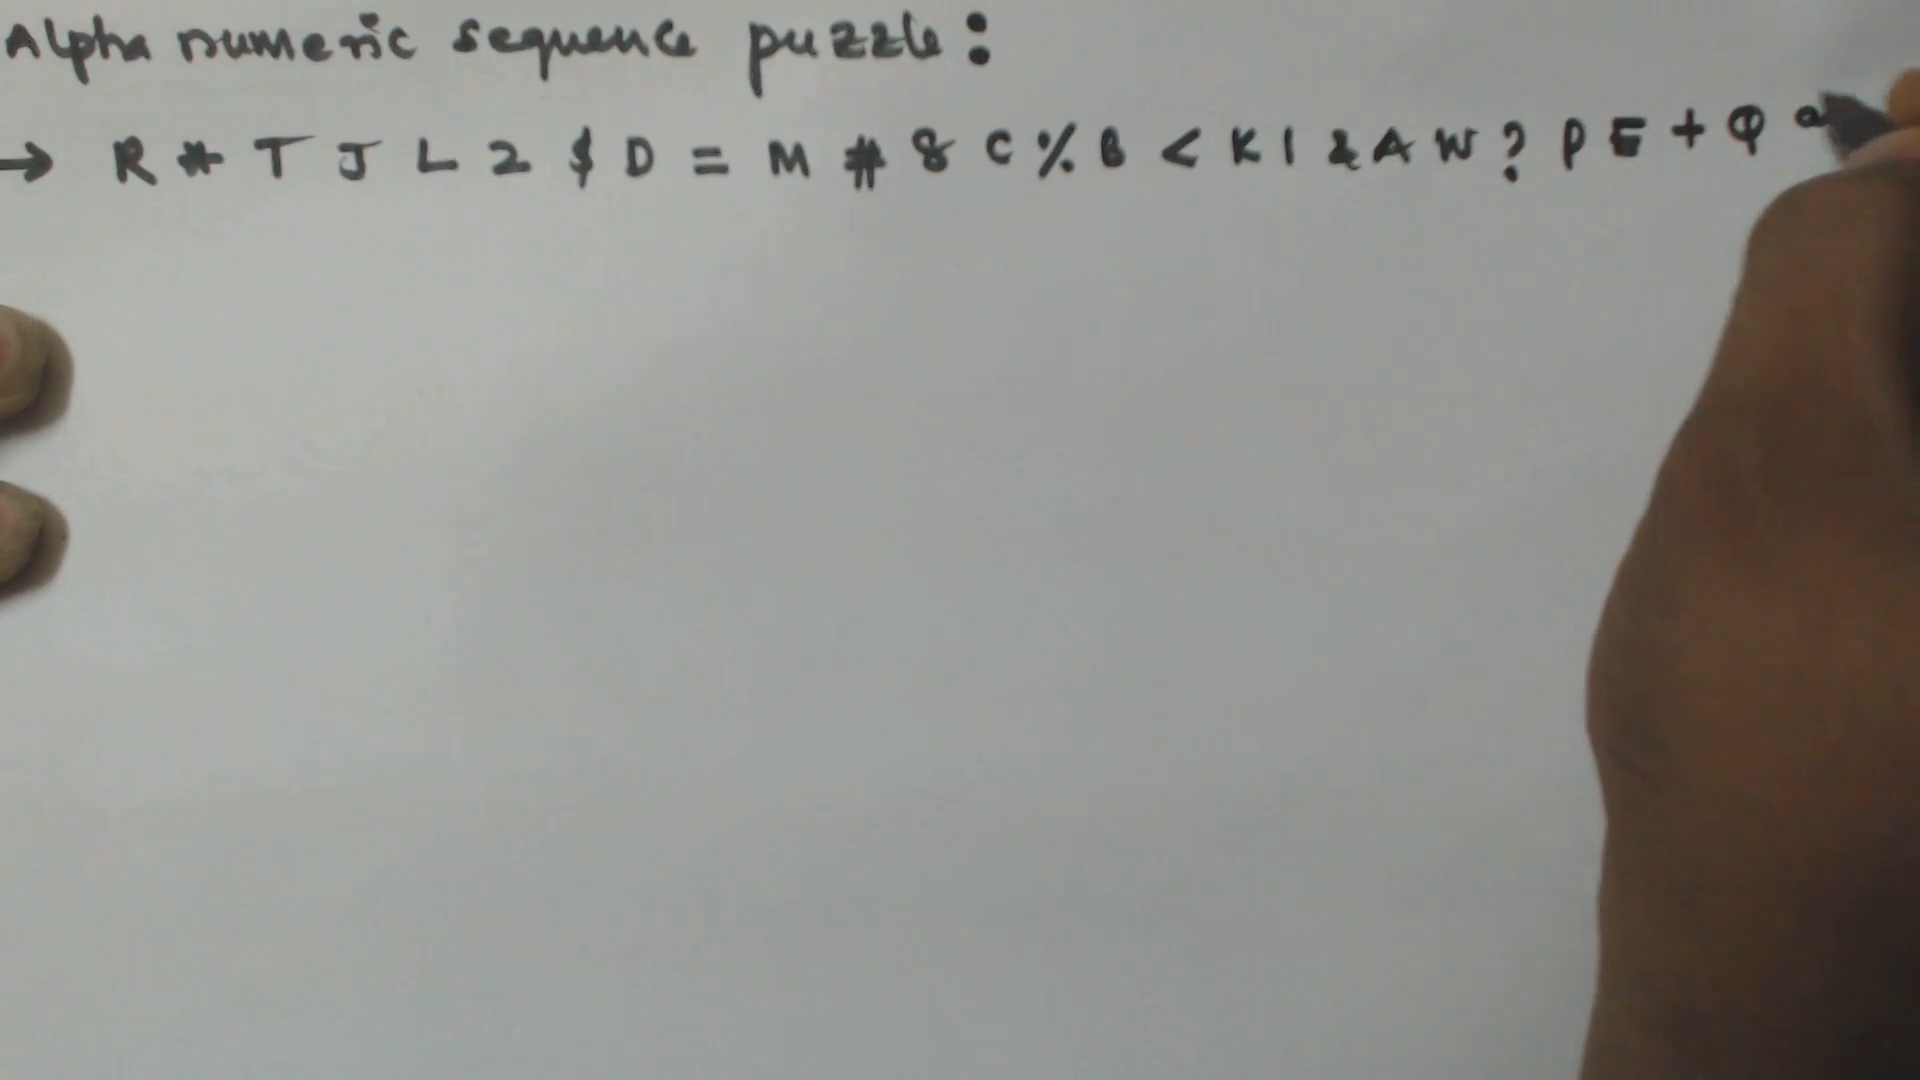 Alpha numeric sequence puzzle:
→ R * T J L 2 $ D = M # 8 C % B < K 1 & A W ? P E + Q